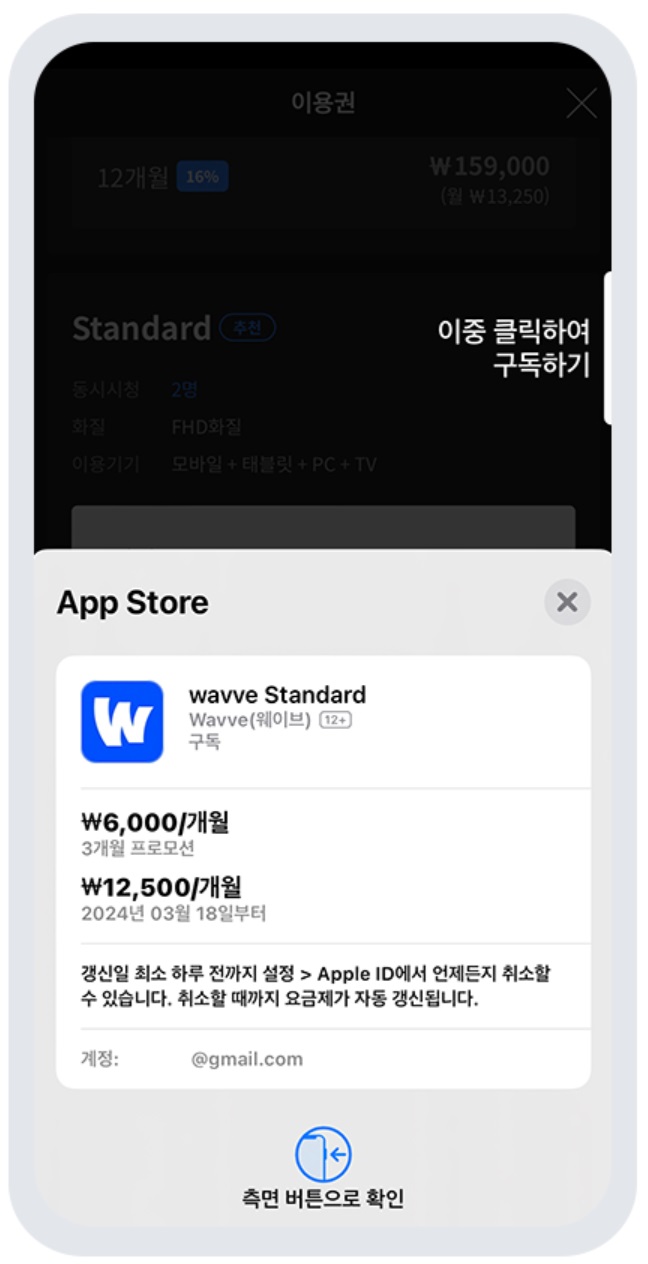 이용권
12개월 16% ₩159,000
(월 ₩13,250)
Standard 추천
이중 클릭하여
구독하기
동시시청 2명
화질 FHD화질
이용기기 모바일 + 태블릿 + PC + TV
App Store
wavve Standard
Wavve(웨이브) 12+
구독
₩6,000/개월
3개월 프로모션
₩12,500/개월
2024년 03월 18일부터
갱신일 최소 하루 전까지 설정 > Apple ID에서 언제든지 취소할
수 있습니다. 취소할 때까지 요금제가 자동 갱신됩니다.
계정: @gmail.com
측면 버튼으로 확인